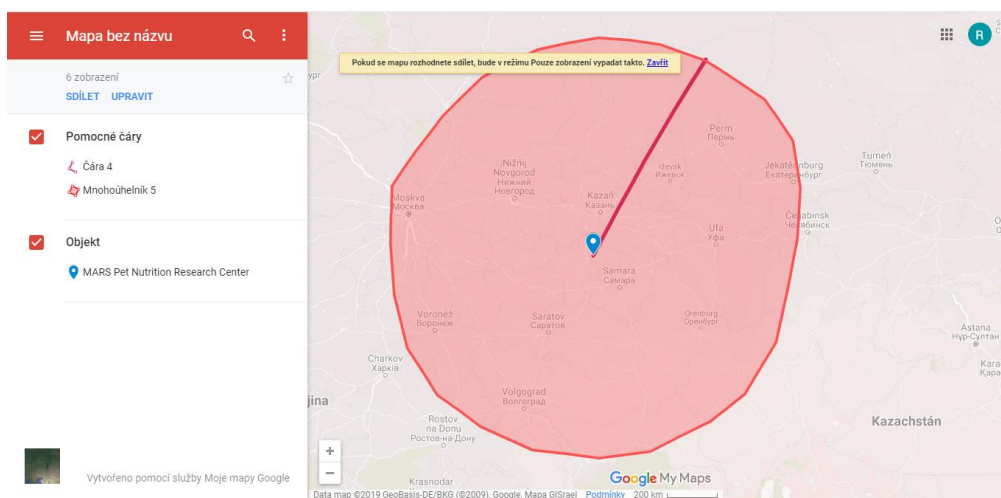 Mapa bez názvu
6 zobrazení
SDÍLET UPRAVIT
Pomocné čáry
Čára 4
Mnohoúhelník 5
Objekt
MARS Pet Nutrition Research Center
Vytvořeno pomocí služby Moje mapy Google
Pokud se mapu rozhodnete sdílet, bude v režimu Pouze zobrazení vypadat takto. Zavřít
R
Perm
Пермь
Nižnij
Novgorod
Нижний
Новгород
Iževsk
Ижевск
Jekatěrinburg
Екатеринбург
Tumeň
Тюмень
Moskva
Москва
Kazaň
Казань
Čeljabinsk
Челябинск
Ufa
Уфа
Samara
Самара
Voroněž
Воронеж
Saratov
Саратов
Orenburg
Оренбург
Astana
Нур-Султан
Charkov
Харків
Kara
Қара
Volgograd
Волгоград
jina
Rostov
na Donu
Ростов-на-Дону
Kazachstán
Krasnodar
Google My Maps
Data map ©2019 GeoBasis-DE/BKG (©2009), Google, Mapa GISrael Podmínky 200 km